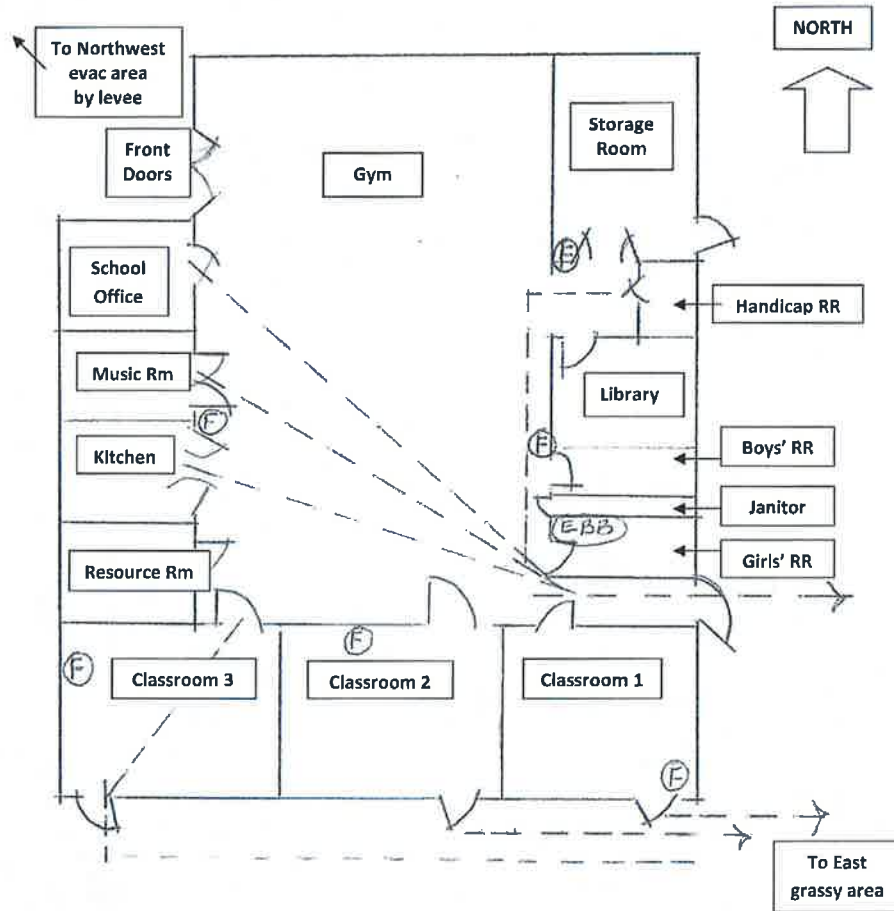 To Northwest
evac area
by levee
NORTH
Front
Doors
Gym
Storage
Room
School
Office
E
Handicap RR
Music Rm
Library
F
Kitchen
F
Boys' RR
Janitor
EBB
Girls' RR
Resource Rm
F
F
Classroom 3
Classroom 2
Classroom 1
F
To East
grassy area